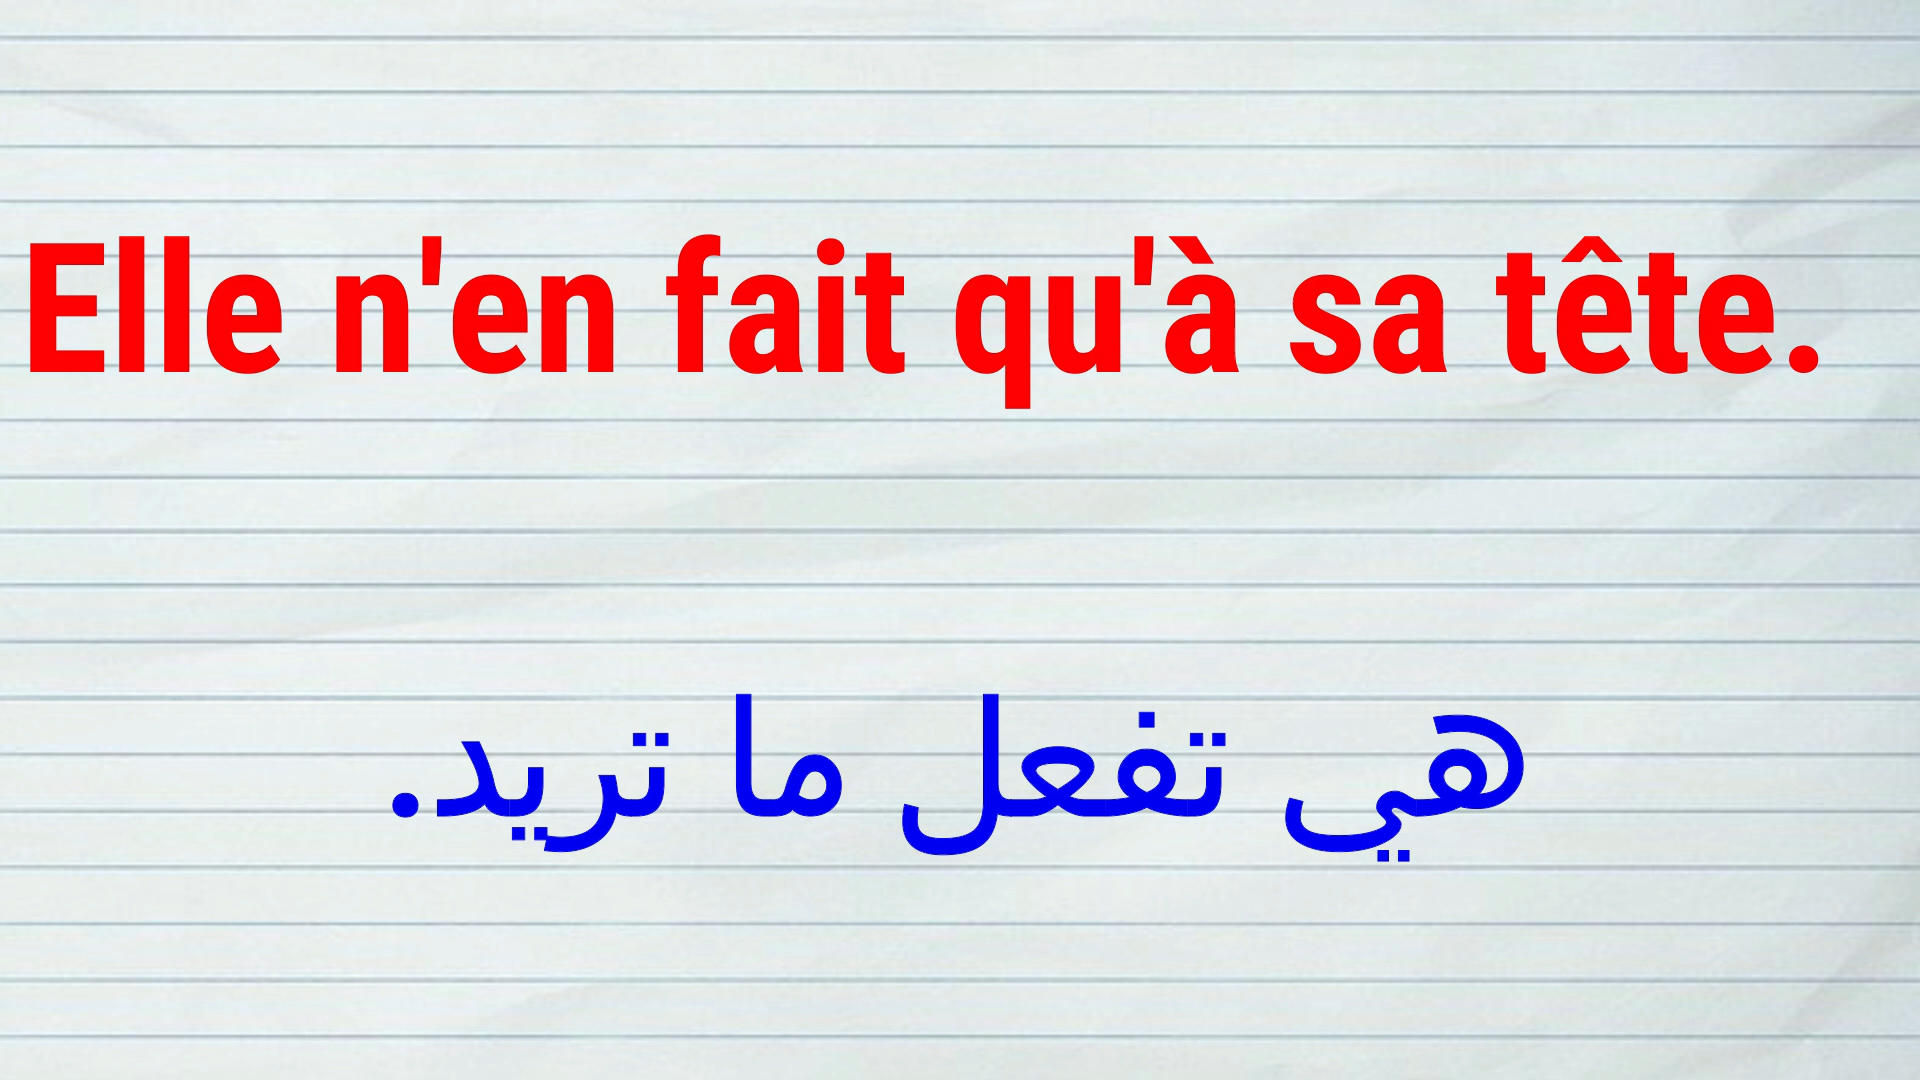 Elle n'en fait qu'à sa tête.
هي تفعل ما تريد.